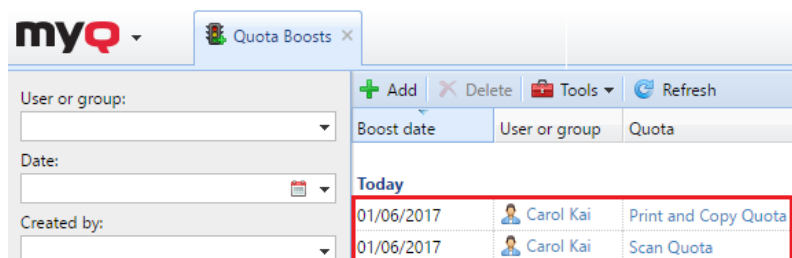 myQ
Quota Boosts
User or group:
Date:
Created by:
Add Delete Tools Refresh
Boost date User or group Quota
Today
01/06/2017 Carol Kai Print and Copy Quota
01/06/2017 Carol Kai Scan Quota